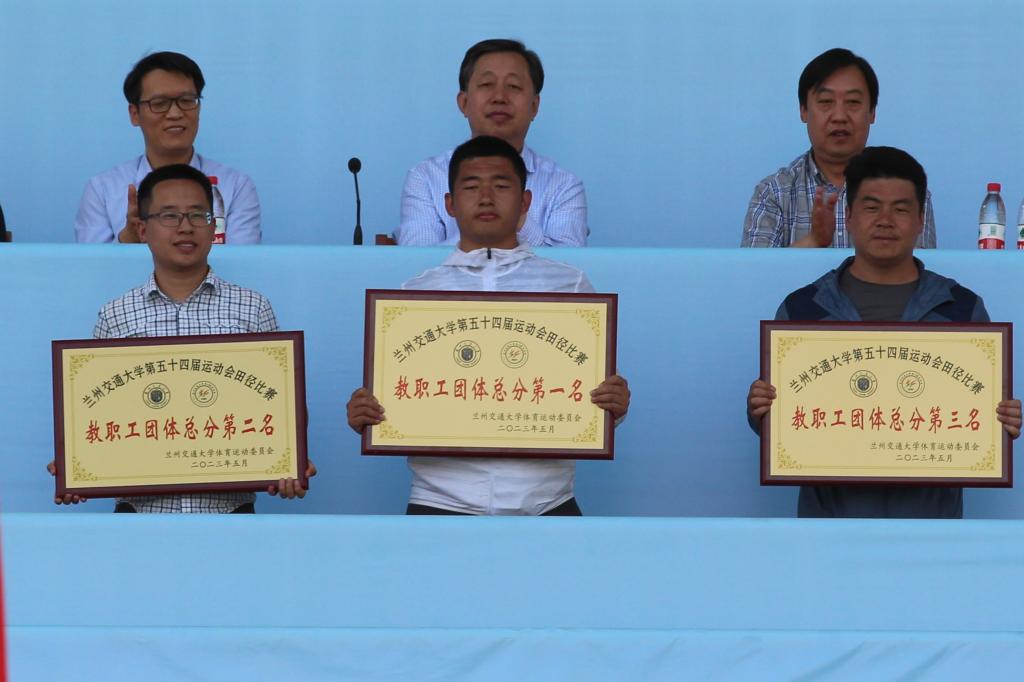 兰州交通大学第五十四届运动会田径比赛
教职工团体总分第二名
兰州交通大学体育运动委员会
二〇二三年五月
兰州交通大学第五十四届运动会田径比赛
教职工团体总分第一名
兰州交通大学体育运动委员会
二〇二三年五月
兰州交通大学第五十四届运动会田径比赛
教职工团体总分第三名
兰州交通大学体育运动委员会
二〇二三年五月